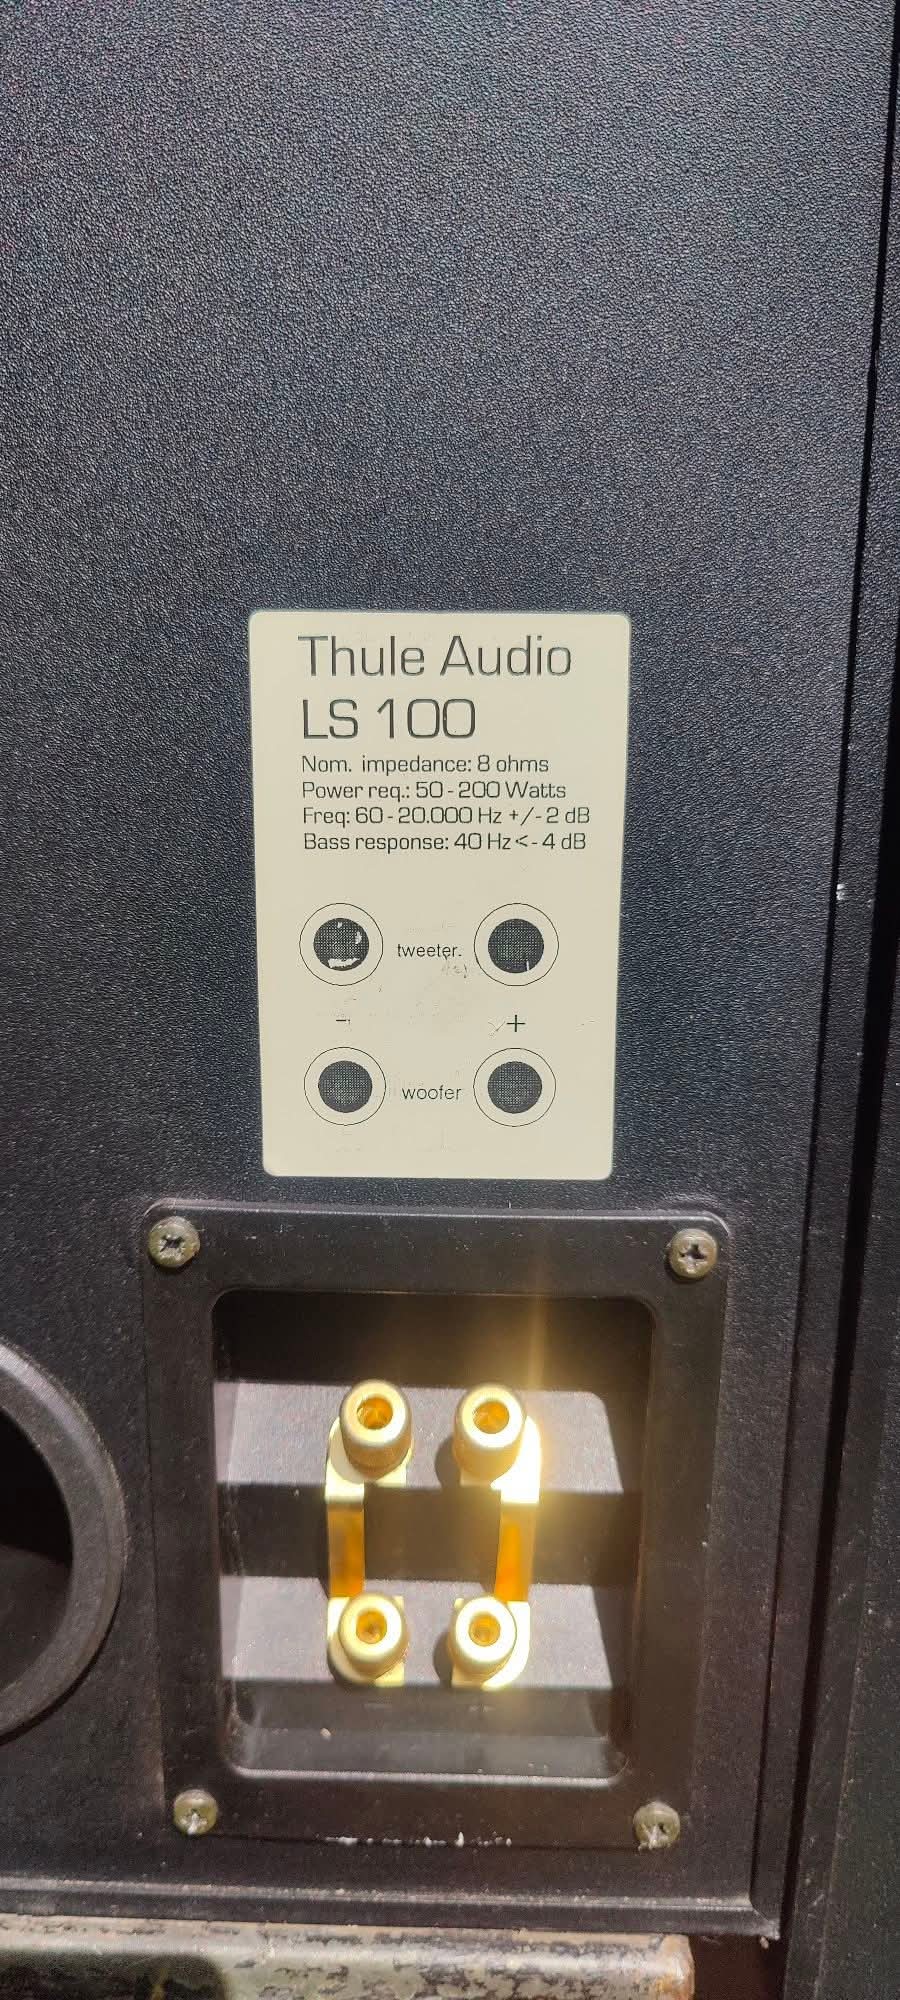 Thule Audio
LS 100
Nom. impedance: 8 ohms
Power req.: 50 - 200 Watts
Freq: 60 - 20.000 Hz +/- 2 dB
Bass response: 40 Hz < - 4 dB
tweeter.
- +
woofer